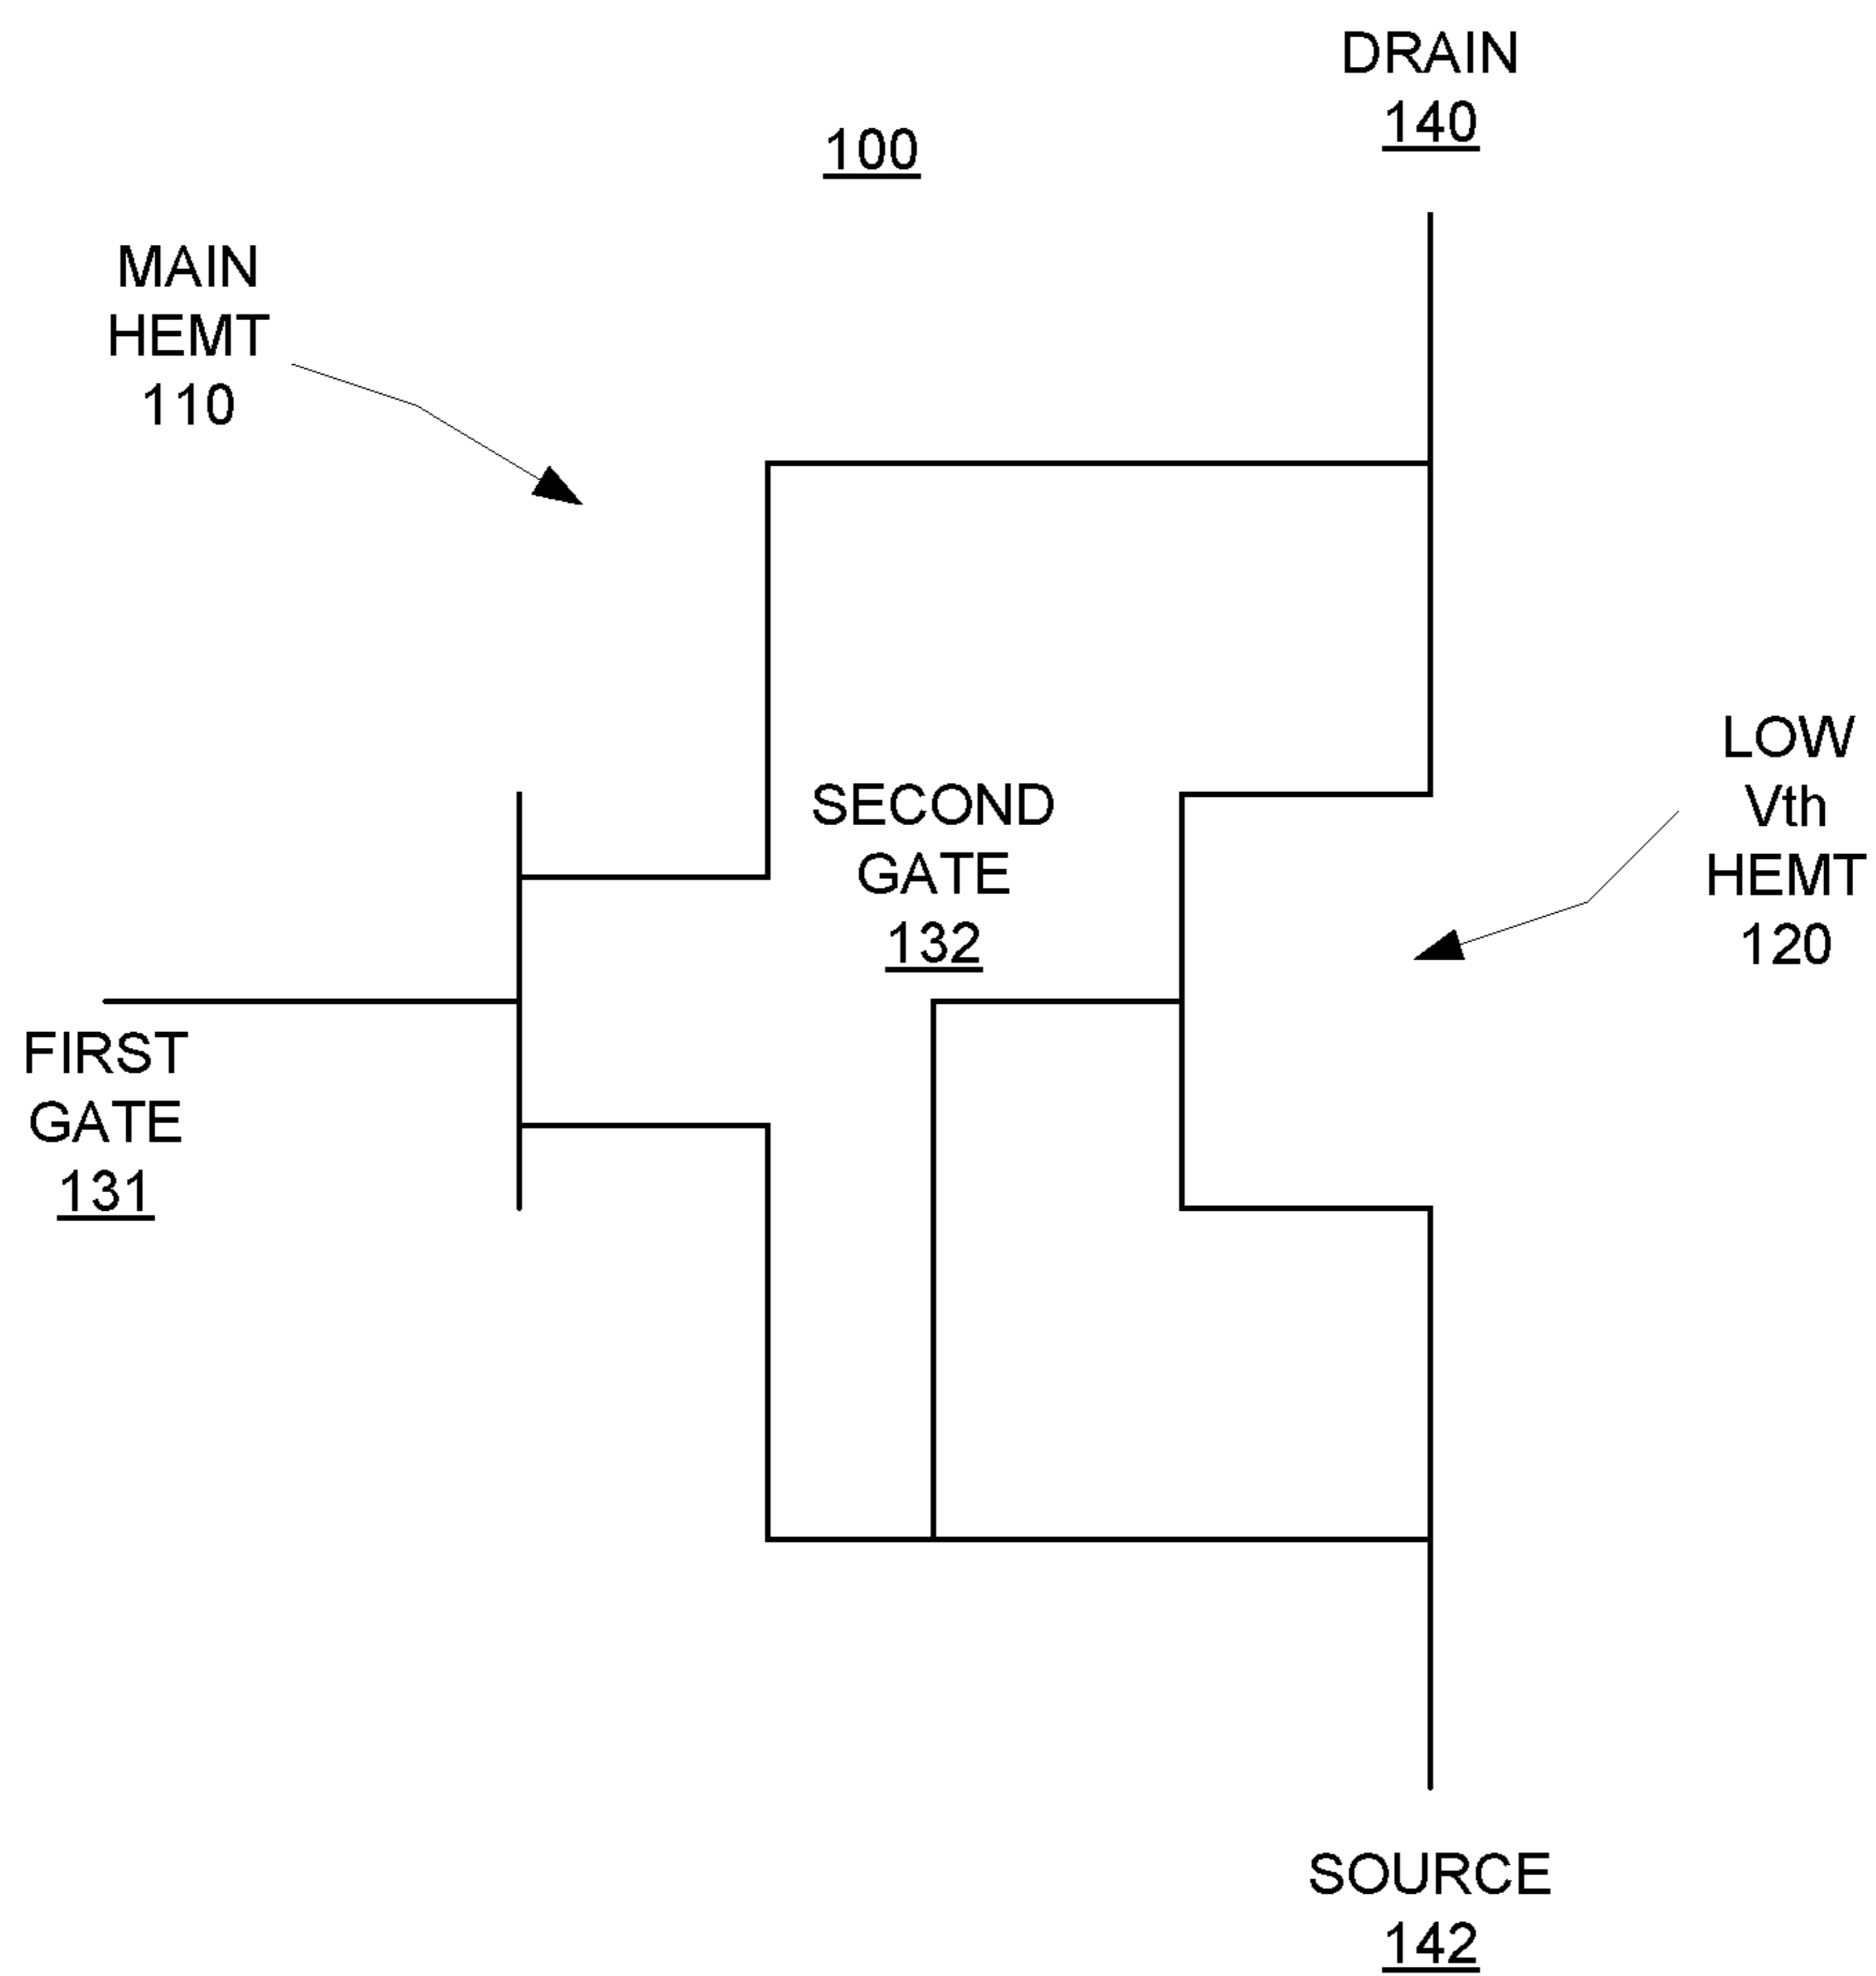 DRAIN
140
100
MAIN
HEMT
110
LOW
Vth
HEMT
120
SECOND
GATE
132
FIRST
GATE
131
SOURCE
142